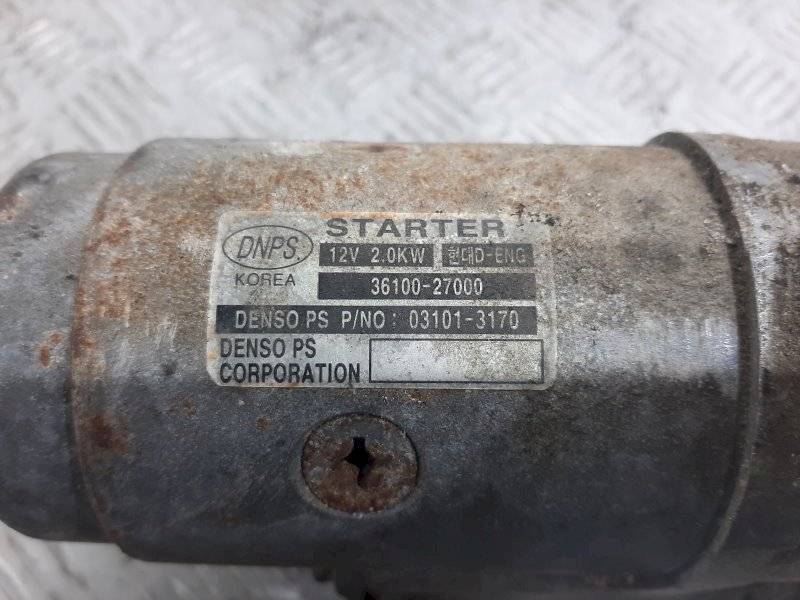 STARTER
DNPS.
12V 2.0KW 현대D-ENG
KOREA
36100-27000
DENSO PS P/NO : 03101-3170
DENSO PS
CORPORATION